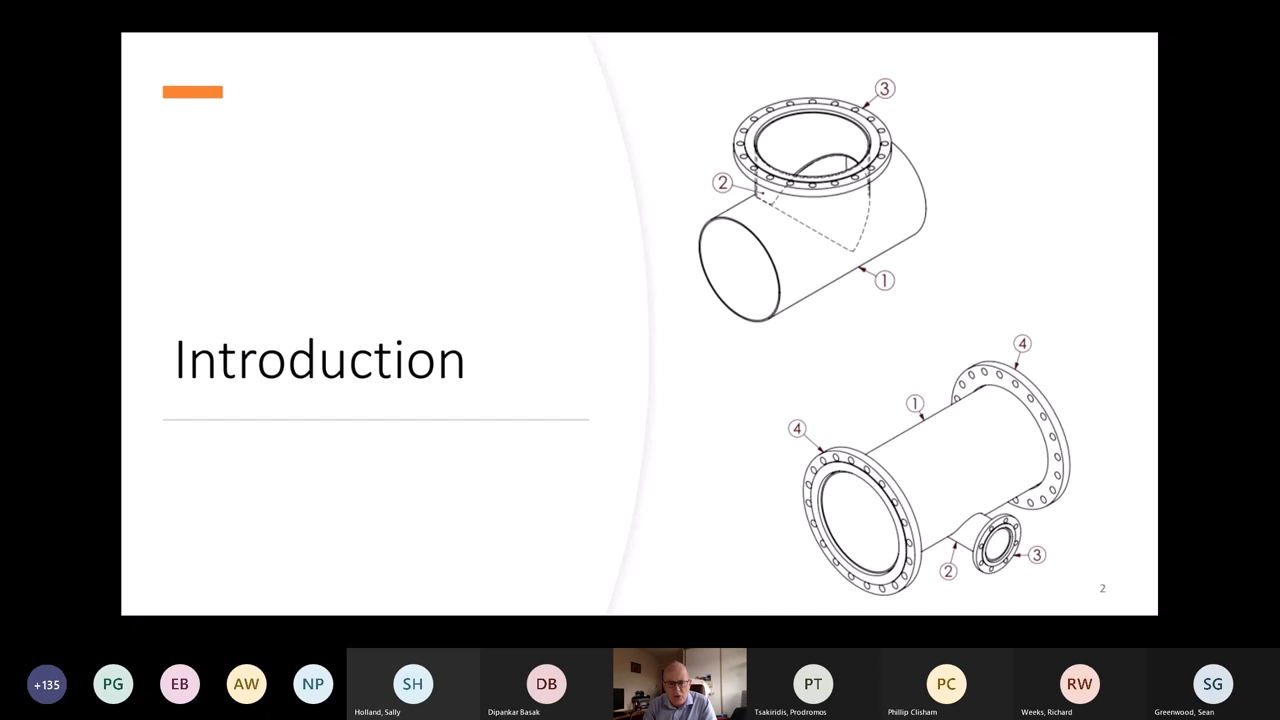 3
2
1
Introduction
4
1
4
3
2
2
+135
PG
EB
AW
NP
SH
DB
PT
PC
RW
SG
Holland, Sally
Dipankar Basak
Tsakiridis, Prodromos
Phillip Clisham
Weeks, Richard
Greenwood, Sean